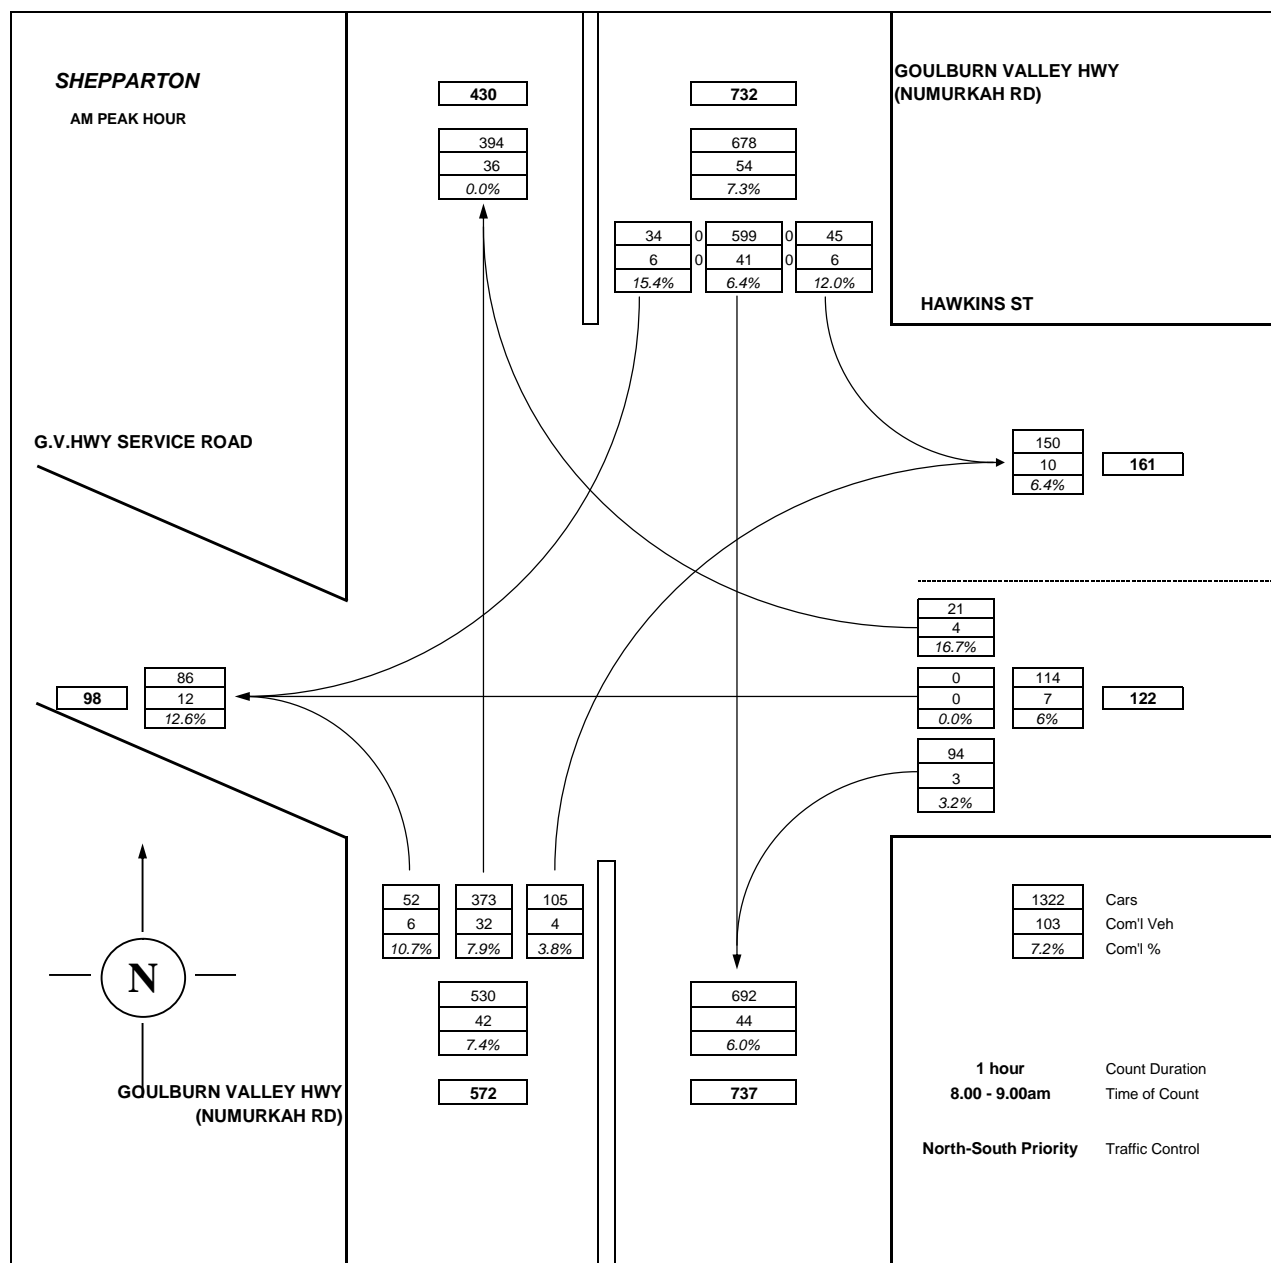 SHEPPARTON
AM PEAK HOUR
GOULBURN VALLEY HWY
(NUMURKAH RD)
430
732
394
36
0.0%
678
54
7.3%
34 0 599 0 45
6 0 41 0 6
15.4% 6.4% 12.0%
HAWKINS ST
G.V.HWY SERVICE ROAD
150
10
6.4%
161
21
4
16.7%
98
86
12
12.6%
0
0
0.0%
114
7
6%
122
94
3
3.2%
52 373 105
6 32 4
10.7% 7.9% 3.8%
530
42
7.4%
572
692
44
6.0%
737
1322 Cars
103 Com'l Veh
7.2% Com'l %
N
GOULBURN VALLEY HWY
(NUMURKAH RD)
1 hour Count Duration
8.00 - 9.00am Time of Count
North-South Priority Traffic Control